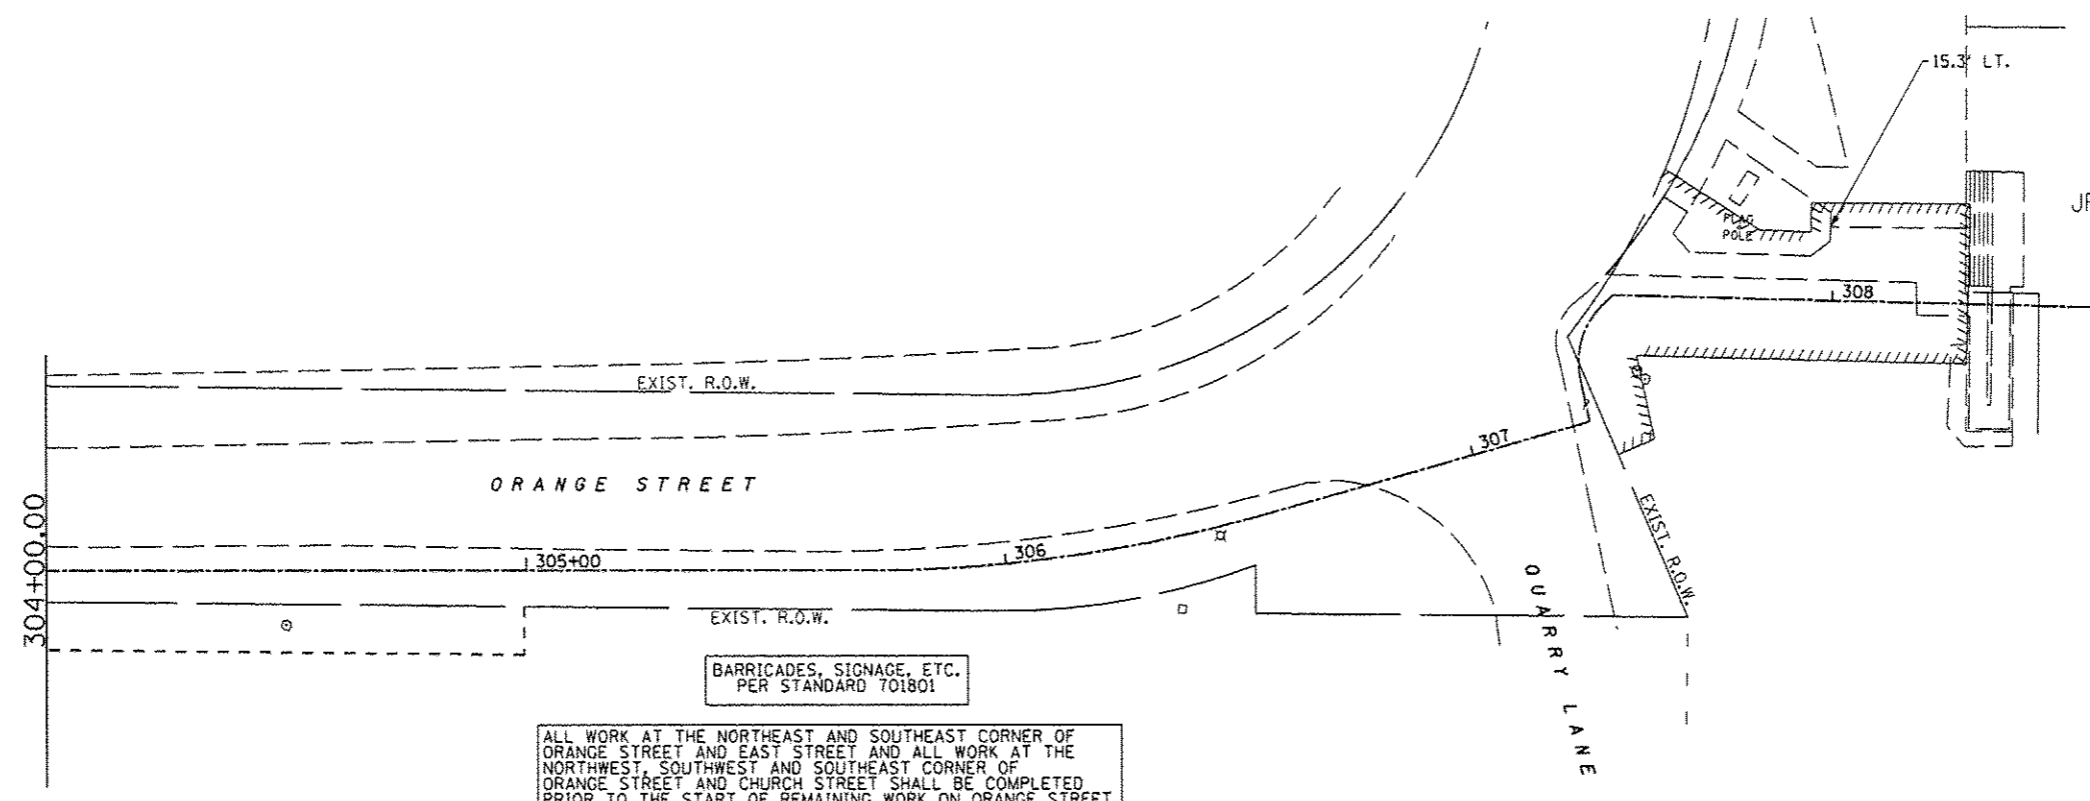 15.3' LT.
FLAG
POLE
308
EXIST. R.O.W.
307
ORANGE STREET
304+00.00
305+00
306
EXIST. R.O.W.
EXIST. R.O.W.
QUARRY LANE
BARRICADES, SIGNAGE, ETC.
PER STANDARD 701801
ALL WORK AT THE NORTHEAST AND SOUTHEAST CORNER OF
ORANGE STREET AND EAST STREET AND ALL WORK AT THE
NORTHWEST, SOUTHWEST AND SOUTHEAST CORNER OF
ORANGE STREET AND CHURCH STREET SHALL BE COMPLETED
PRIOR TO THE START OF REMAINING WORK ON ORANGE STREET